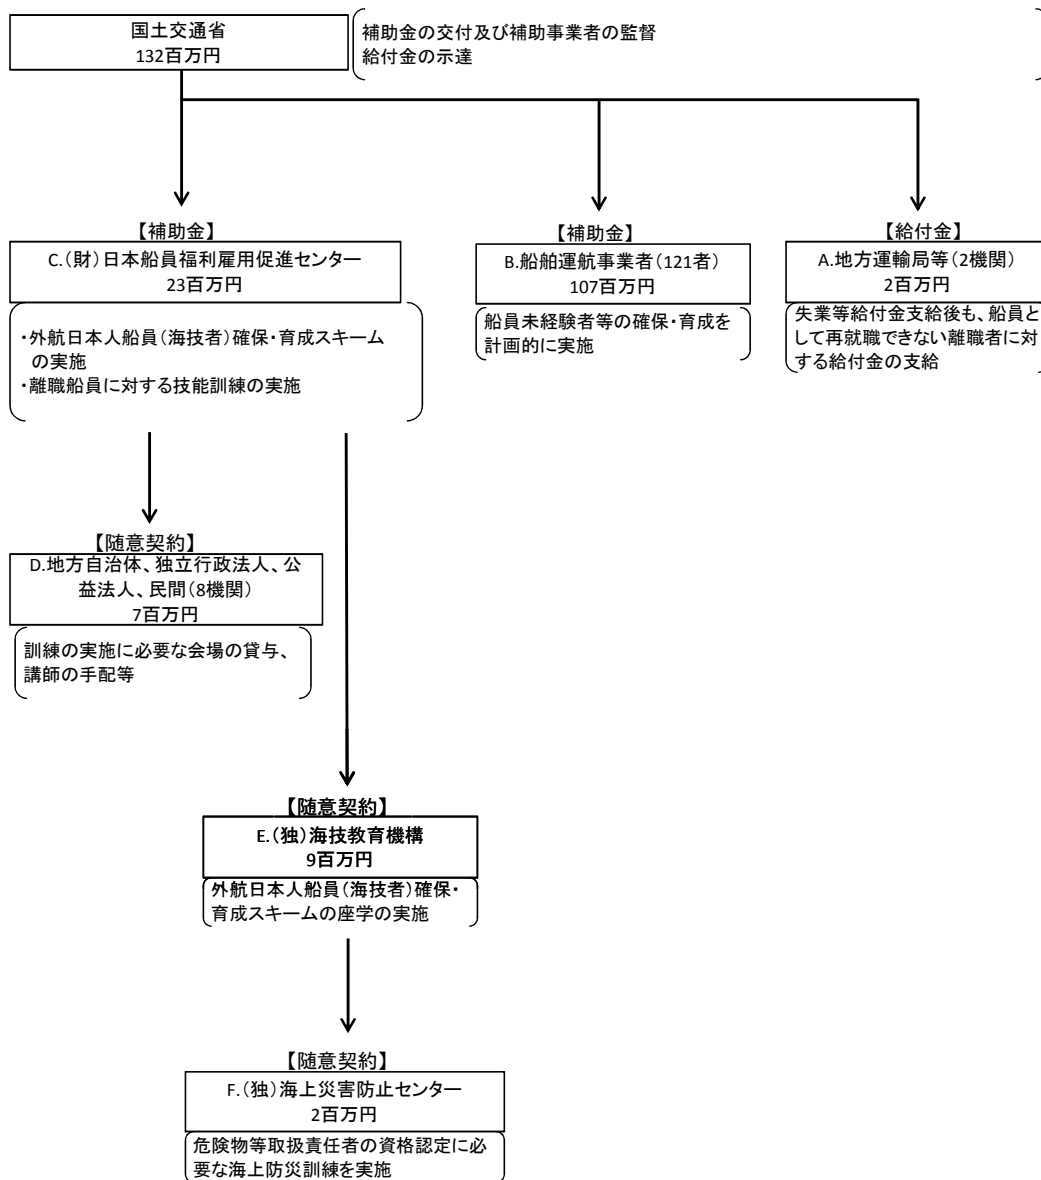 国土交通省
132百万円
補助金の交付及び補助事業者の監督
給付金の示達
【補助金】
C.(財)日本船員福利雇用促進センター
23百万円
・外航日本人船員(海技者)確保・育成スキーム
の実施
・離職船員に対する技能訓練の実施
【補助金】
B.船舶運航事業者(121者)
107百万円
船員未経験者等の確保・育成を
計画的に実施
【給付金】
A.地方運輸局等(2機関)
2百万円
失業等給付金支給後も、船員と
して再就職できない離職者に対
する給付金の支給
【随意契約】
D.地方自治体、独立行政法人、公
益法人、民間(8機関)
7百万円
訓練の実施に必要な会場の貸与、
講師の手配等
【随意契約】
E.(独)海技教育機構
9百万円
外航日本人船員(海技者)確保・
育成スキームの座学の実施
【随意契約】
F.(独)海上災害防止センター
2百万円
危険物等取扱責任者の資格認定に必
要な海上防災訓練を実施